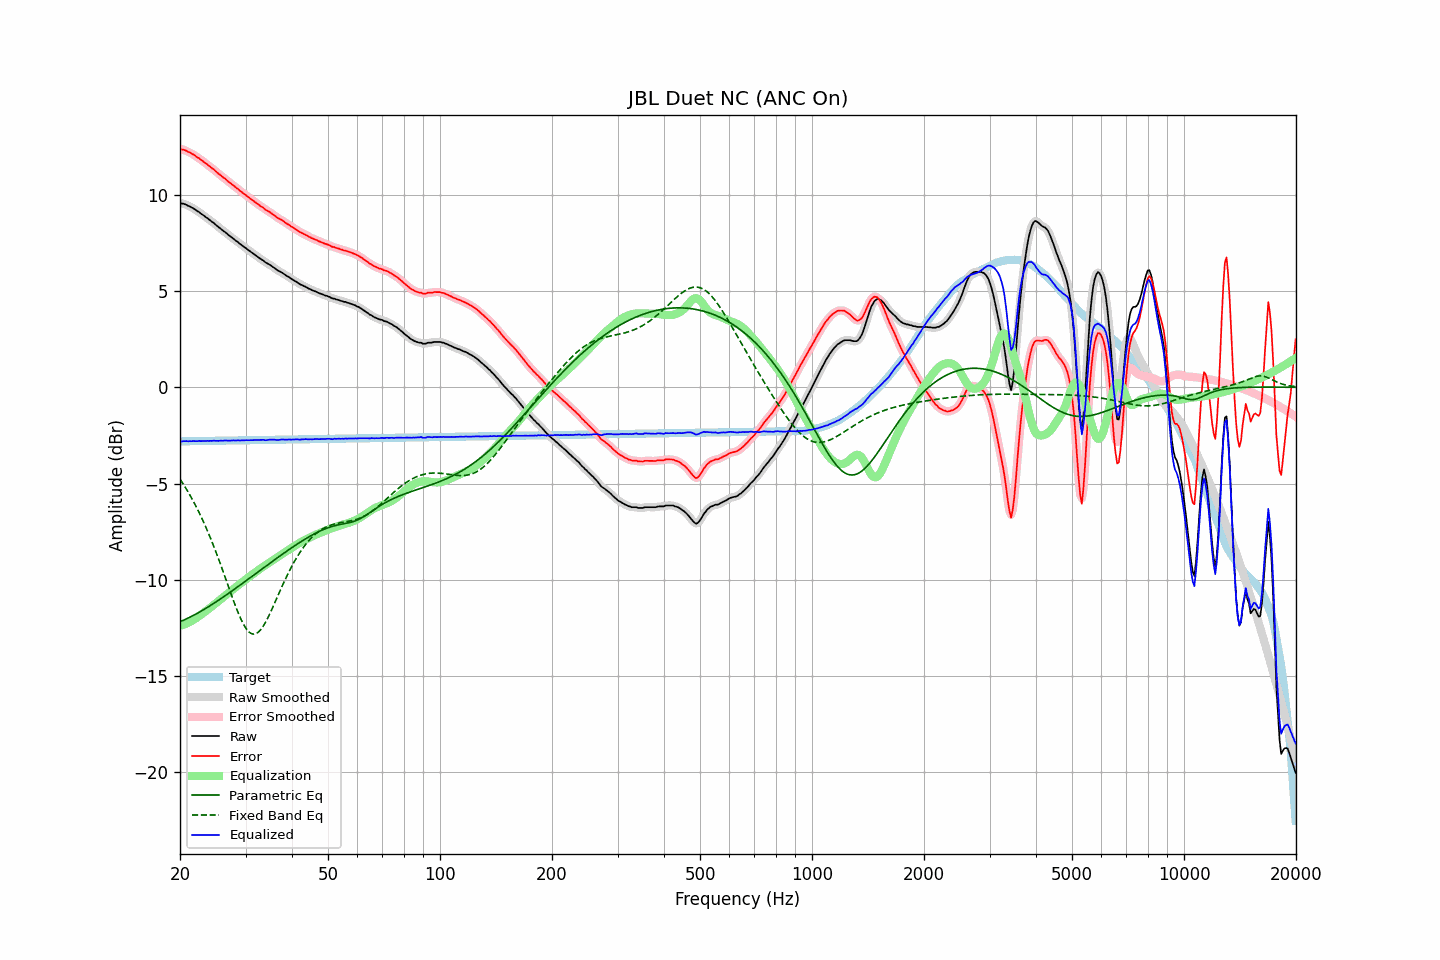 JBL Duet NC (ANC On)
Amplitude (dBr)
10
5
0
−5
−10
−15
−20
Target
Raw Smoothed
Error Smoothed
Raw
Error
Equalization
Parametric Eq
Fixed Band Eq
Equalized
20 50 100 200 500 1000 2000 5000 10000 20000
Frequency (Hz)